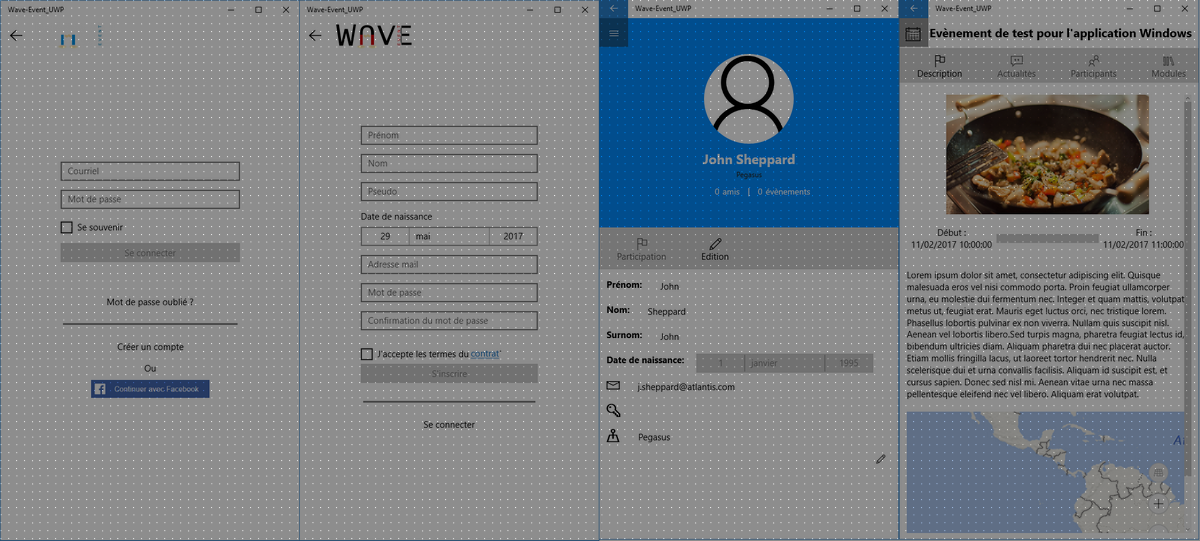 Wave-Event_UWP
Courriel
Mot de passe
Se souvenir
Se connecter
Mot de passe oublié ?
Créer un compte
Ou
Continuer avec Facebook
Wave-Event_UWP
WAVE
Prénom
Nom
Pseudo
Date de naissance
29 mai 2017
Adresse mail
Mot de passe
Confirmation du mot de passe
J'accepte les termes du contrat*
S'inscrire
Se connecter
Wave-Event_UWP
John Sheppard
Pegasus
0 amis | 0 évènements
Participation Edition
Prénom: John
Nom: Sheppard
Surnom: John
Date de naissance: 1 janvier 1995
j.sheppard@atlantis.com
Pegasus
Wave-Event_UWP
Evènement de test pour l'application Windows
Description Actualités Participants Modules
Début : Fin :
11/02/2017 10:00:00 11/02/2017 11:00:00
Lorem ipsum dolor sit amet, consectetur adipiscing elit. Quisque
malesuada eros vel nisi commodo porta. Proin feugiat ullamcorper
urna, eu molestie dui fermentum nec. Integer et quam mattis, volutpat
metus ut, feugiat erat. Mauris eget luctus orci, nec tristique lorem.
Phasellus lobortis pulvinar ex non viverra. Nullam quis suscipit nisl.
Aenean vel lobortis libero.Sed turpis magna, pharetra feugiat lectus id,
bibendum ultricies diam. Aliquam pharetra dui nec placerat auctor.
Etiam mollis fringilla lacus, ut laoreet tortor hendrerit nec. Nulla
scelerisque dui et urna convallis facilisis. Aliquam id suscipit est, et
cursus sapien. Donec sed nisl mi. Aenean vitae urna nec massa
pellentesque eleifend nec vel libero. Aliquam erat volutpat.